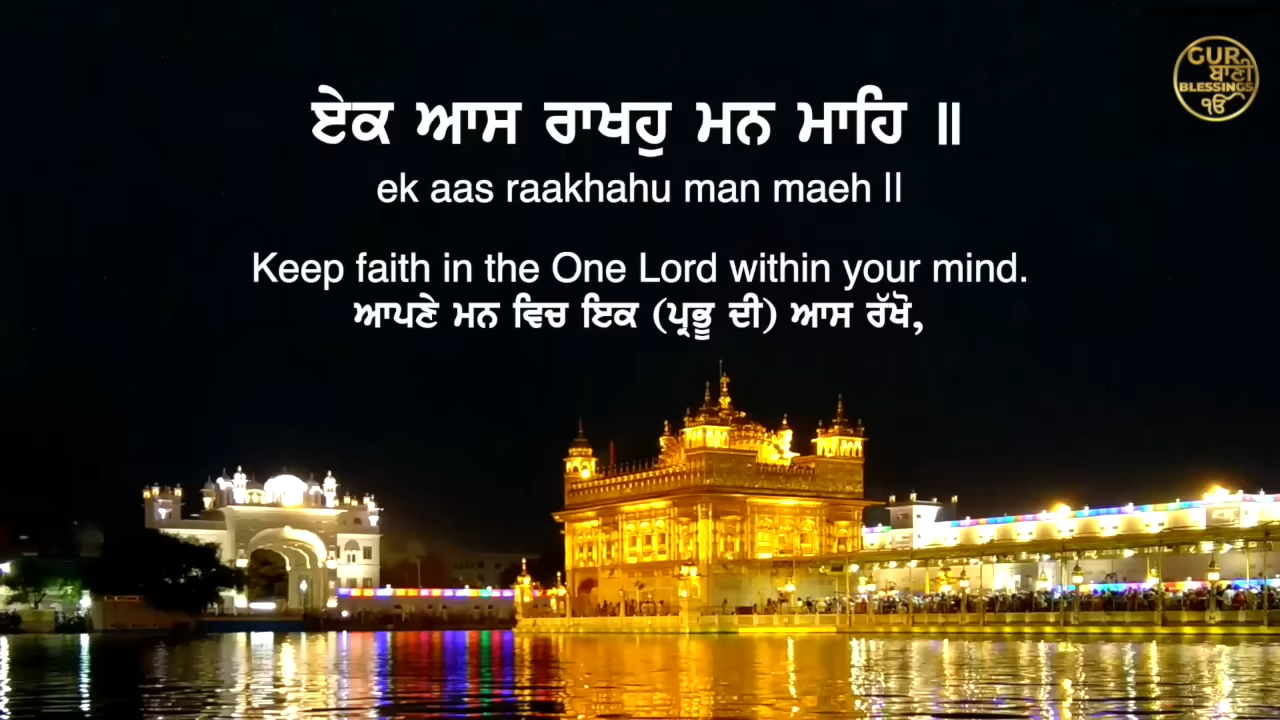 GUR
ਬਾਣੀ
BLESSINGS
ੴ
ਏਕ ਆਸ ਰਾਖਹੁ ਮਨ ਮਾਹਿ ॥
ek aas raakhahu man maeh ||
Keep faith in the One Lord within your mind.
ਆਪਣੇ ਮਨ ਵਿਚ ਇਕ (ਪ੍ਰਭੂ ਦੀ) ਆਸ ਰੱਖੋ,